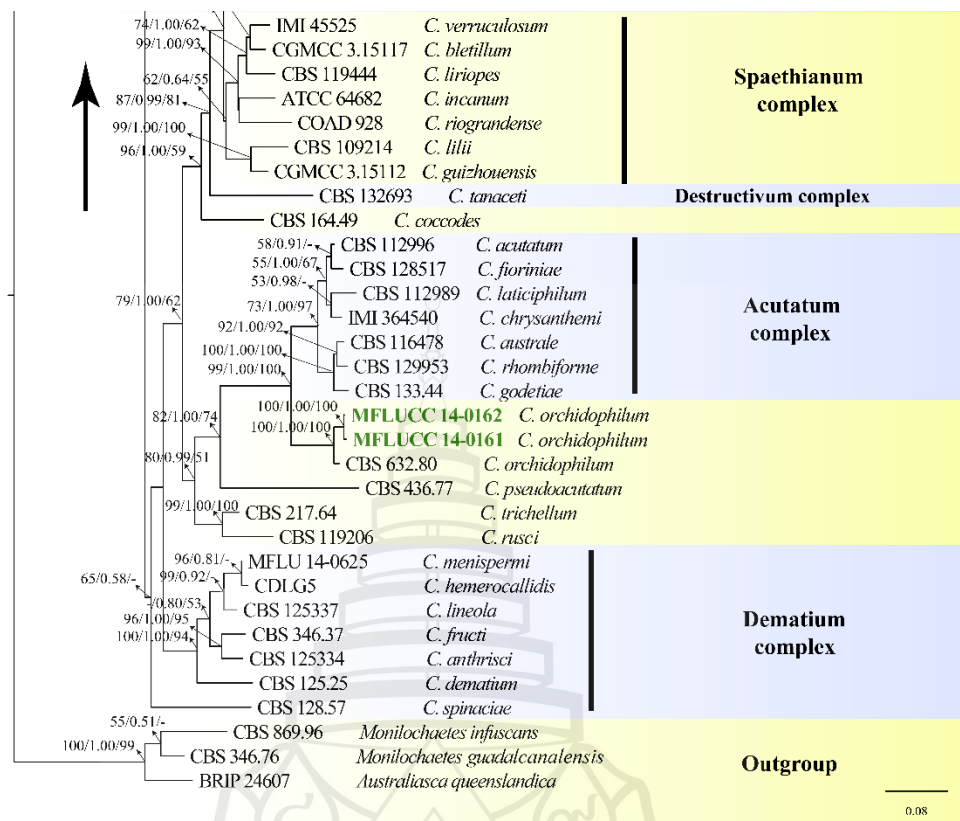 74/1.00/62
IMI 45525 C. verruculosum
99/1.00/93
CGMCC 3.15117 C. bletillum
CBS 119444 C. liriopes
Spaethianum
complex
62/0.64/55
ATCC 64682 C. incanum
87/0.99/81
COAD 928 C. riograndense
99/1.00/100
CBS 109214 C. lilii
96/1.00/59
CGMCC 3.15112 C. guizhouensis
CBS 132693 C. tanaceti Destructivum complex
CBS 164.49 C. coccodes
58/0.91/-
CBS 112996 C. acutatum
55/1.00/67
CBS 128517 C. fioriniae
53/0.98/-
CBS 112989 C. laticiphilum
79/1.00/62
73/1.00/97
IMI 364540 C. chrysanthemi
Acutatum
complex
92/1.00/92
CBS 116478 C. australe
100/1.00/100
CBS 129953 C. rhombiforme
99/1.00/100
CBS 133.44 C. godetiae
82/1.00/74
100/1.00/100
MFLUCC 14-0162 C. orchidophilum
100/1.00/100
MFLUCC 14-0161 C. orchidophilum
80/0.99/51
CBS 632.80 C. orchidophilum
CBS 436.77 C. pseudoacutatum
99/1.00/100
CBS 217.64 C. trichellum
CBS 119206 C. rusci
96/0.81/-
MFLU 14-0625 C. menispermi
65/0.58/-
99/0.92/-
CDLG5 C. hemerocallidis
-/0.80/53
CBS 125337 C. lineola
96/1.00/95
CBS 346.37 C. fructi
Dematium
complex
100/1.00/94
CBS 125334 C. anthrisci
CBS 125.25 C. dematium
CBS 128.57 C. spinaciae
55/0.51/-
CBS 869.96 Monilochaetes infuscans
100/1.00/99
CBS 346.76 Monilochaetes guadalcanalensis
Outgroup
BRIP 24607 Australiasca queenslandica
0.08